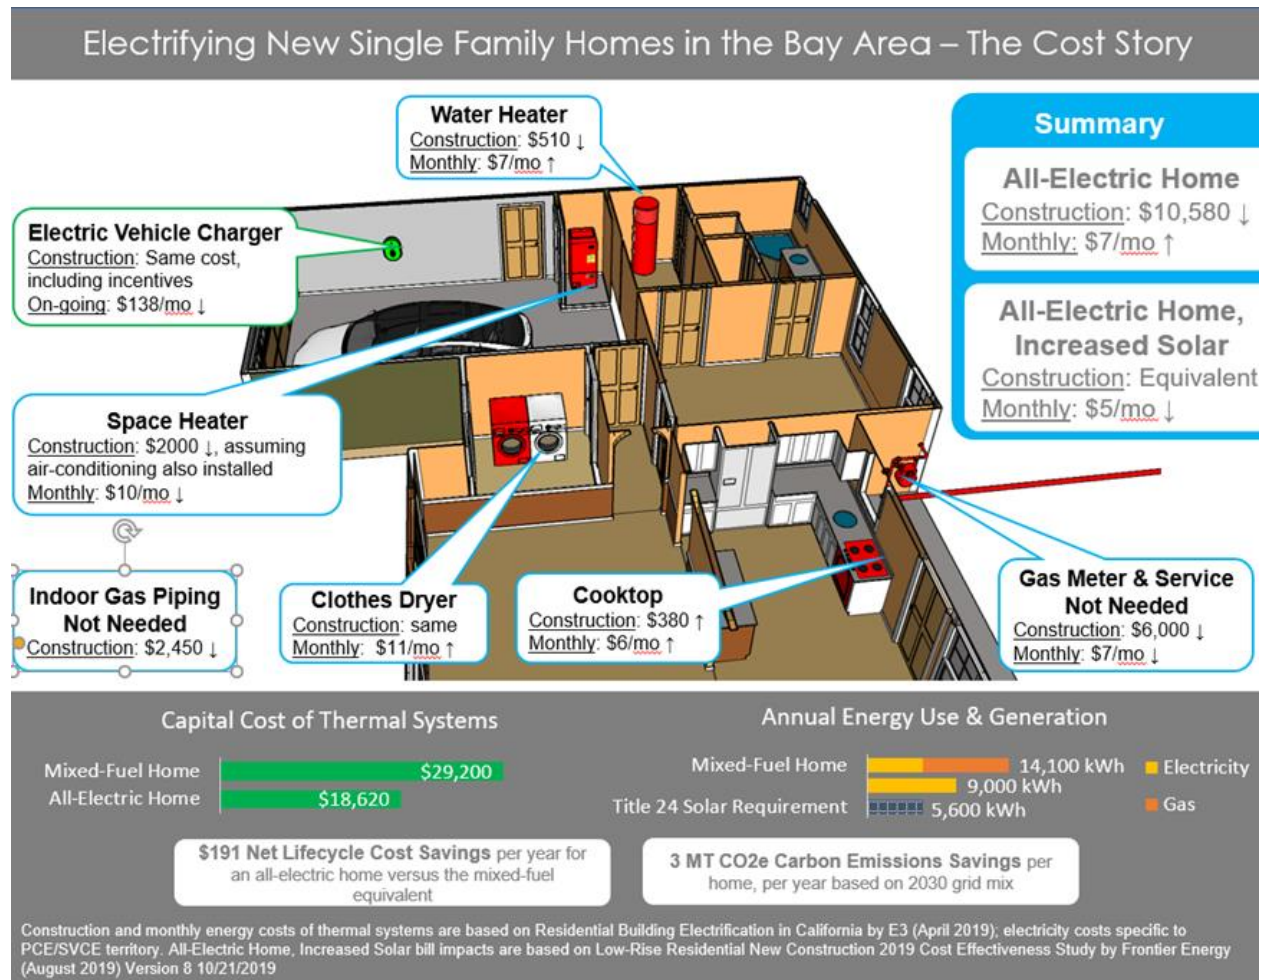 Electrifying New Single Family Homes in the Bay Area – The Cost Story
Water Heater
Construction: $510 ↓
Monthly: $7/mo ↑
Summary
All-Electric Home
Construction: $10,580 ↓
Monthly: $7/mo ↑
All-Electric Home,
Increased Solar
Construction: Equivalent
Monthly: $5/mo ↓
Electric Vehicle Charger
Construction: Same cost,
including incentives
On-going: $138/mo ↓
Space Heater
Construction: $2000 ↓, assuming
air-conditioning also installed
Monthly: $10/mo ↓
Indoor Gas Piping
Not Needed
Construction: $2,450 ↓
Clothes Dryer
Construction: same
Monthly: $11/mo ↑
Cooktop
Construction: $380 ↑
Monthly: $6/mo ↑
Gas Meter & Service
Not Needed
Construction: $6,000 ↓
Monthly: $7/mo ↓
Capital Cost of Thermal Systems
Mixed-Fuel Home $29,200
All-Electric Home $18,620
Annual Energy Use & Generation
Mixed-Fuel Home 14,100 kWh
9,000 kWh
Title 24 Solar Requirement 5,600 kWh
Electricity
Gas
$191 Net Lifecycle Cost Savings per year for
an all-electric home versus the mixed-fuel
equivalent
3 MT CO2e Carbon Emissions Savings per
home, per year based on 2030 grid mix
Construction and monthly energy costs of thermal systems are based on Residential Building Electrification in California by E3 (April 2019); electricity costs specific to
PCE/SVCE territory. All-Electric Home, Increased Solar bill impacts are based on Low-Rise Residential New Construction 2019 Cost Effectiveness Study by Frontier Energy
(August 2019) Version 8 10/21/2019